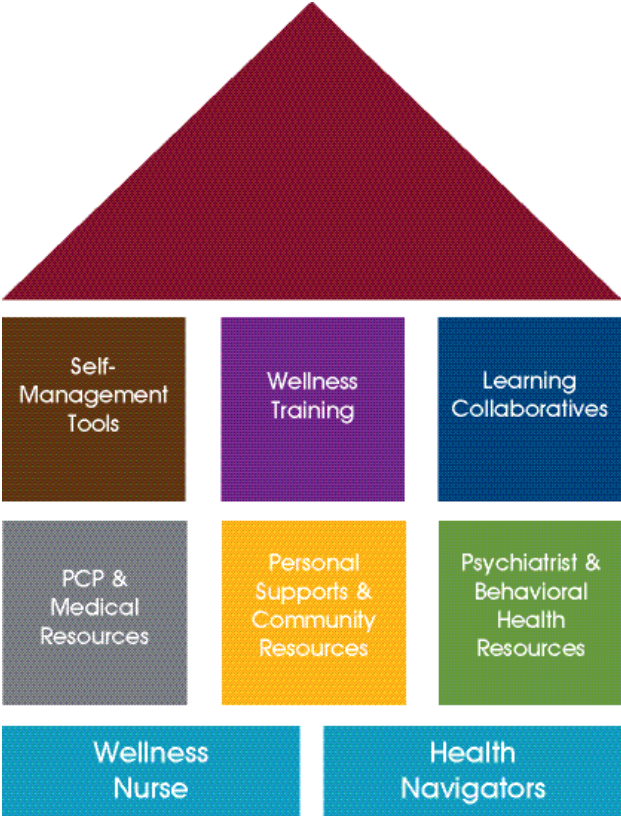 Self-
Management
Tools
Wellness
Training
Learning
Collaboratives
PCP &
Medical
Resources
Personal
Supports &
Community
Resources
Psychiatrist &
Behavioral
Health
Resources
Wellness
Nurse
Health
Navigators